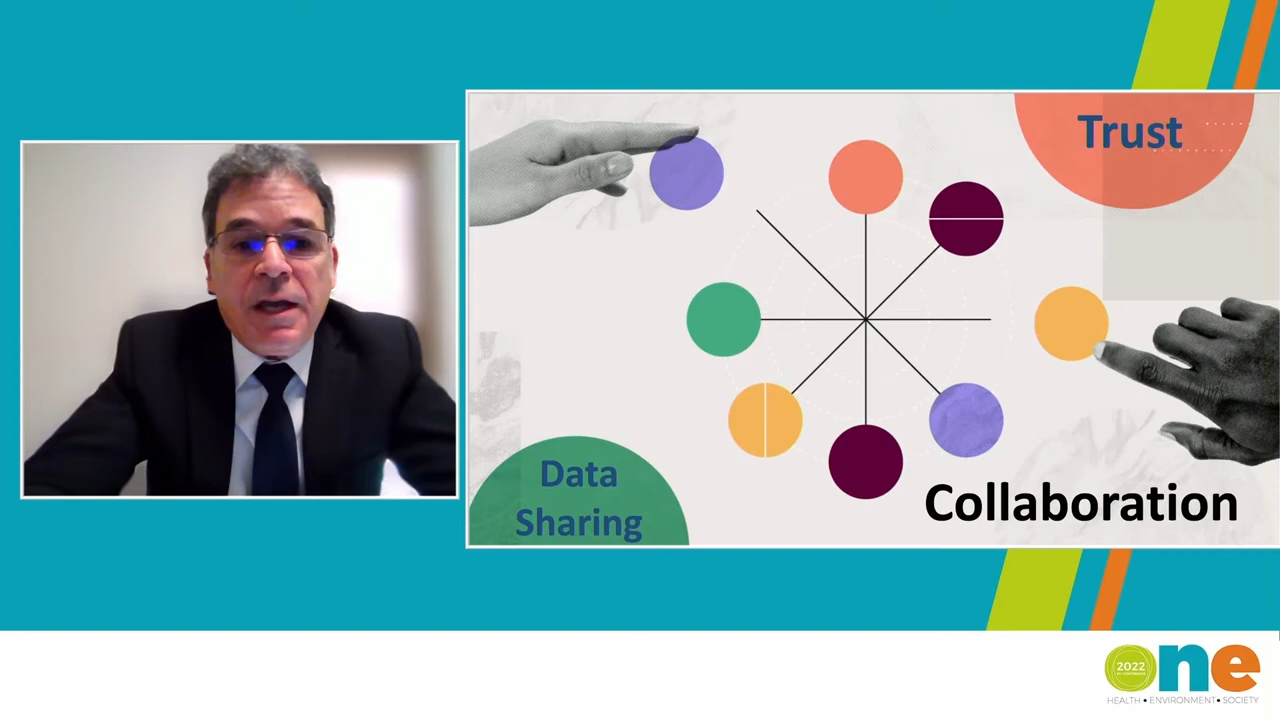 Trust
Data
Sharing
Collaboration
2022
one
HEALTH • ENVIRONMENT • SOCIETY